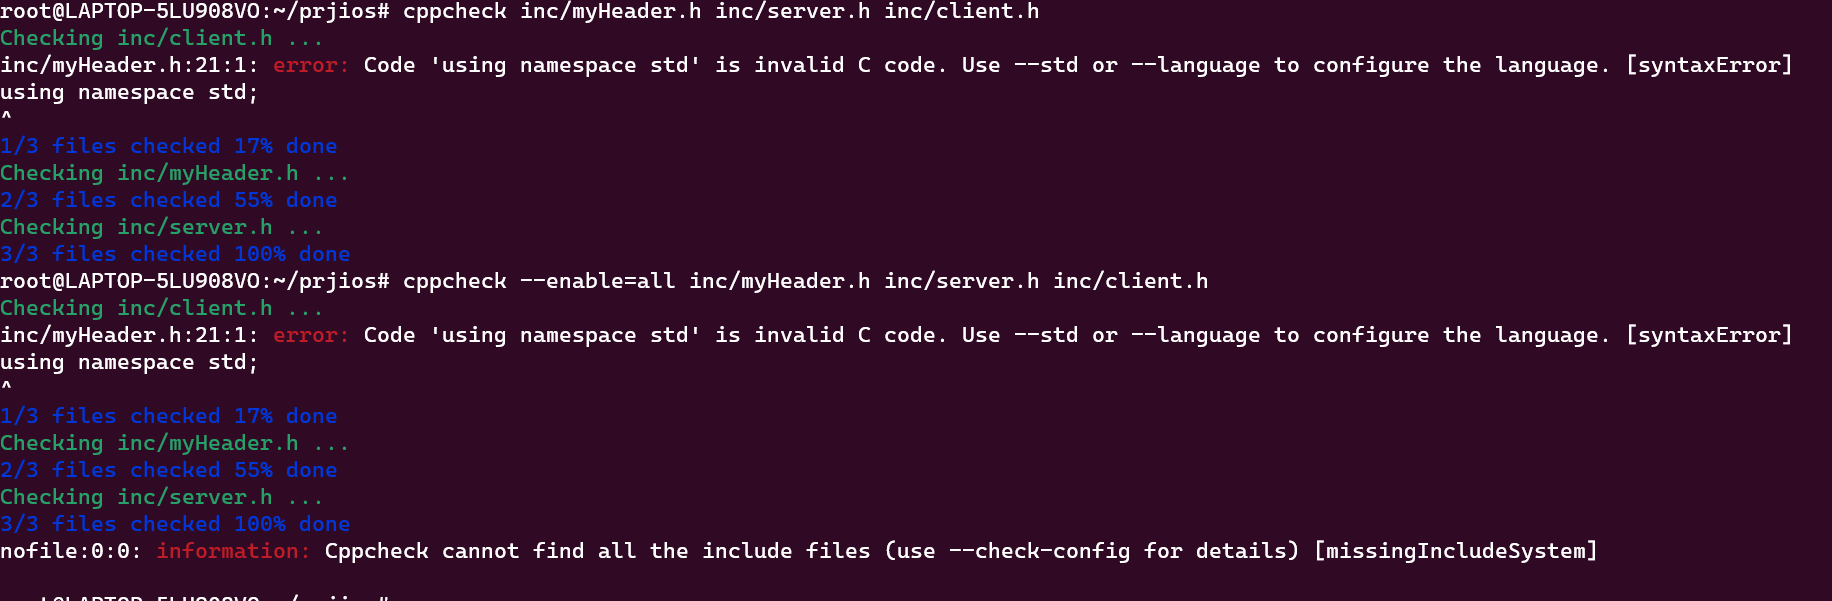 root@LAPTOP-5LU908VO:~/prjios# cppcheck inc/myHeader.h inc/server.h inc/client.h
Checking inc/client.h ...
inc/myHeader.h:21:1: error: Code 'using namespace std' is invalid C code. Use --std or --language to configure the language. [syntaxError]
using namespace std;
^
1/3 files checked 17% done
Checking inc/myHeader.h ...
2/3 files checked 55% done
Checking inc/server.h ...
3/3 files checked 100% done
root@LAPTOP-5LU908VO:~/prjios# cppcheck --enable=all inc/myHeader.h inc/server.h inc/client.h
Checking inc/client.h ...
inc/myHeader.h:21:1: error: Code 'using namespace std' is invalid C code. Use --std or --language to configure the language. [syntaxError]
using namespace std;
^
1/3 files checked 17% done
Checking inc/myHeader.h ...
2/3 files checked 55% done
Checking inc/server.h ...
3/3 files checked 100% done
nofile:0:0: information: Cppcheck cannot find all the include files (use --check-config for details) [missingIncludeSystem]